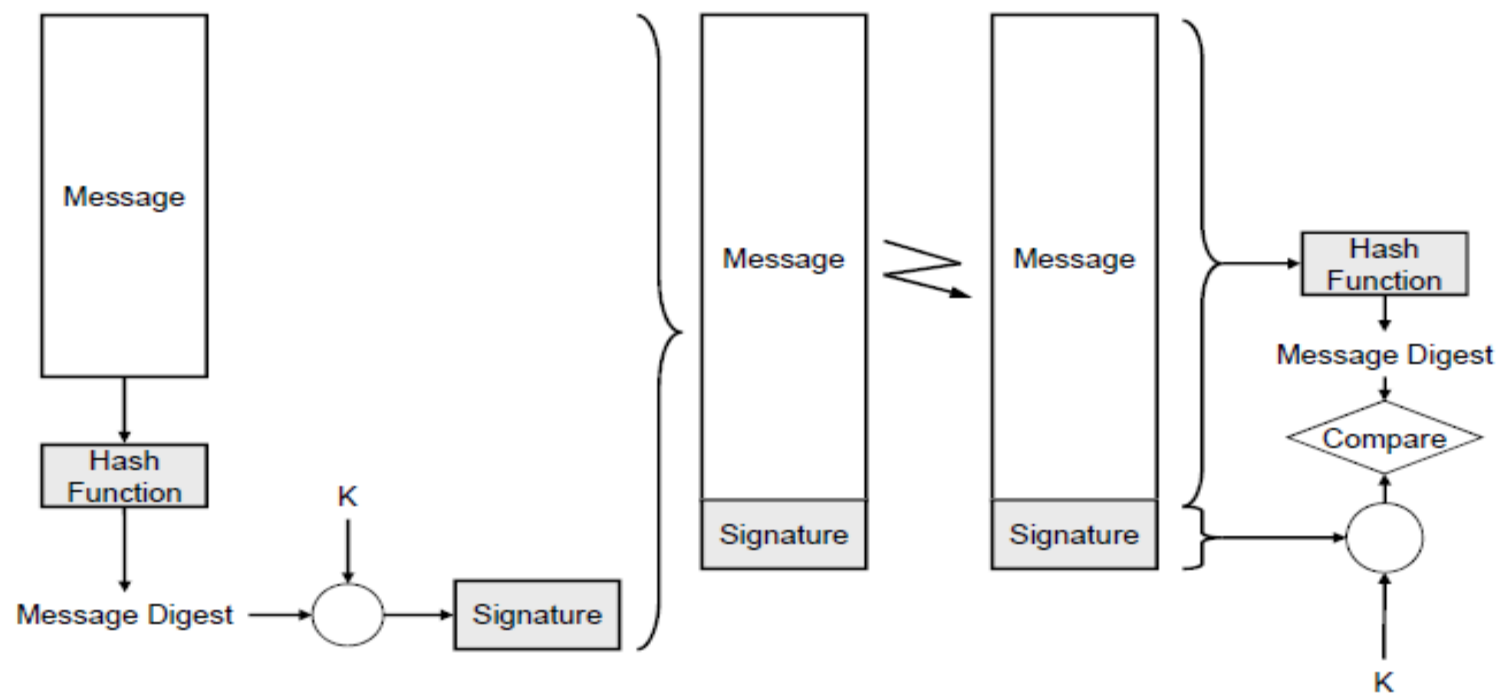 Message
Hash
Function
Message Digest
K
Signature
Message
Signature
Message
Signature
Hash
Function
Message Digest
Compare
K